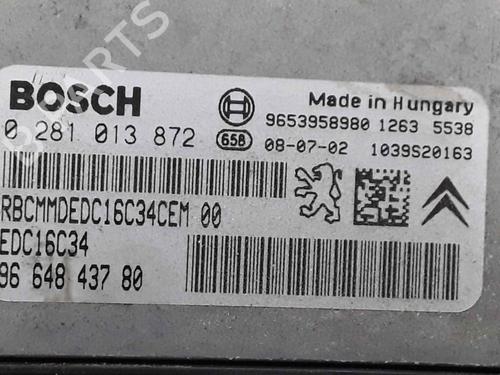 PARTS
BOSCH
Made in Hungary
9653958980 1263 5538
0 281 013 872
658
08-07-02 1039S20163
RBCMMDEDC16C34CEM 00
EDC16C34
96 648 437 80